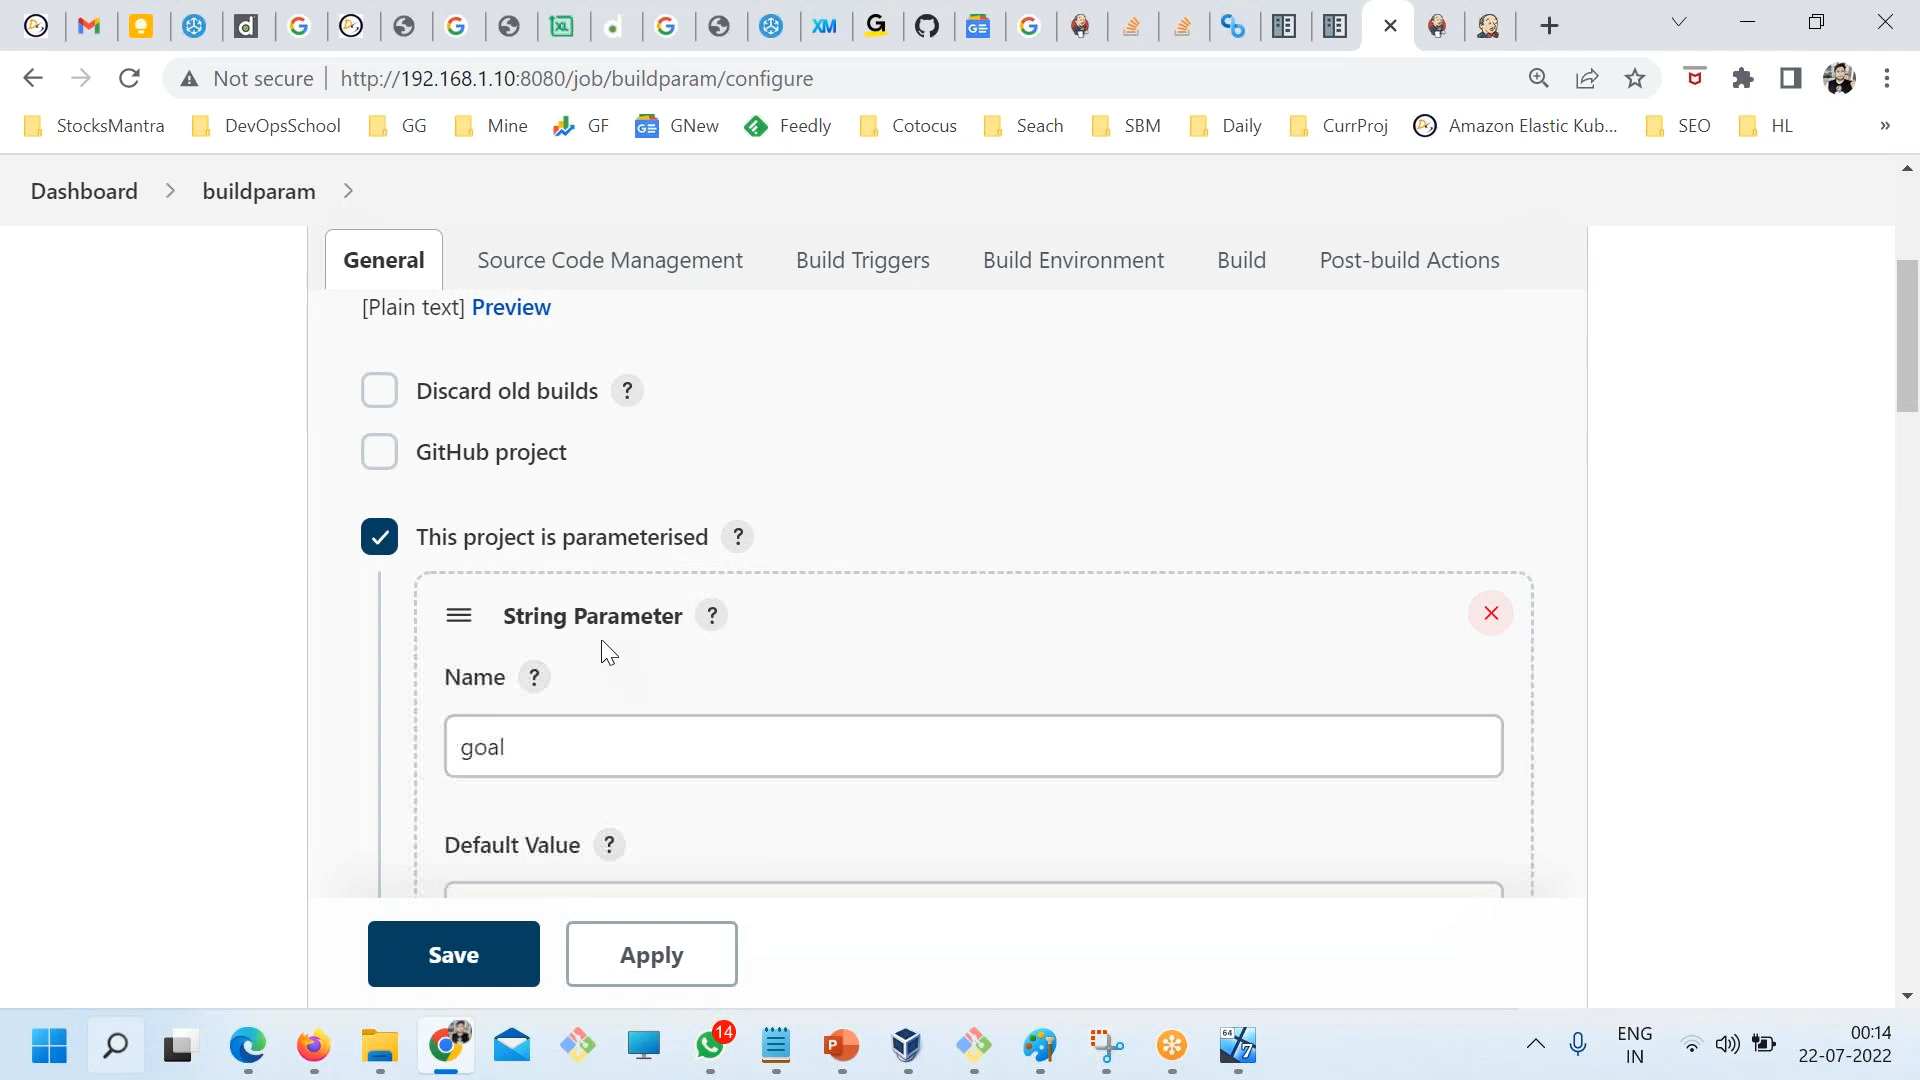 Not secure | http://192.168.1.10:8080/job/buildparam/configure
StocksMantra DevOpsSchool GG Mine GF GNew Feedly Cotocus Seach SBM Daily CurrProj Amazon Elastic Kub... SEO HL »
Dashboard > buildparam >
General Source Code Management Build Triggers Build Environment Build Post-build Actions
[Plain text] Preview
Discard old builds ?
GitHub project
This project is parameterised ?
String Parameter ?
Name ?
goal
Default Value ?
Save Apply
14
64
7
ENG
IN
00:14
22-07-2022